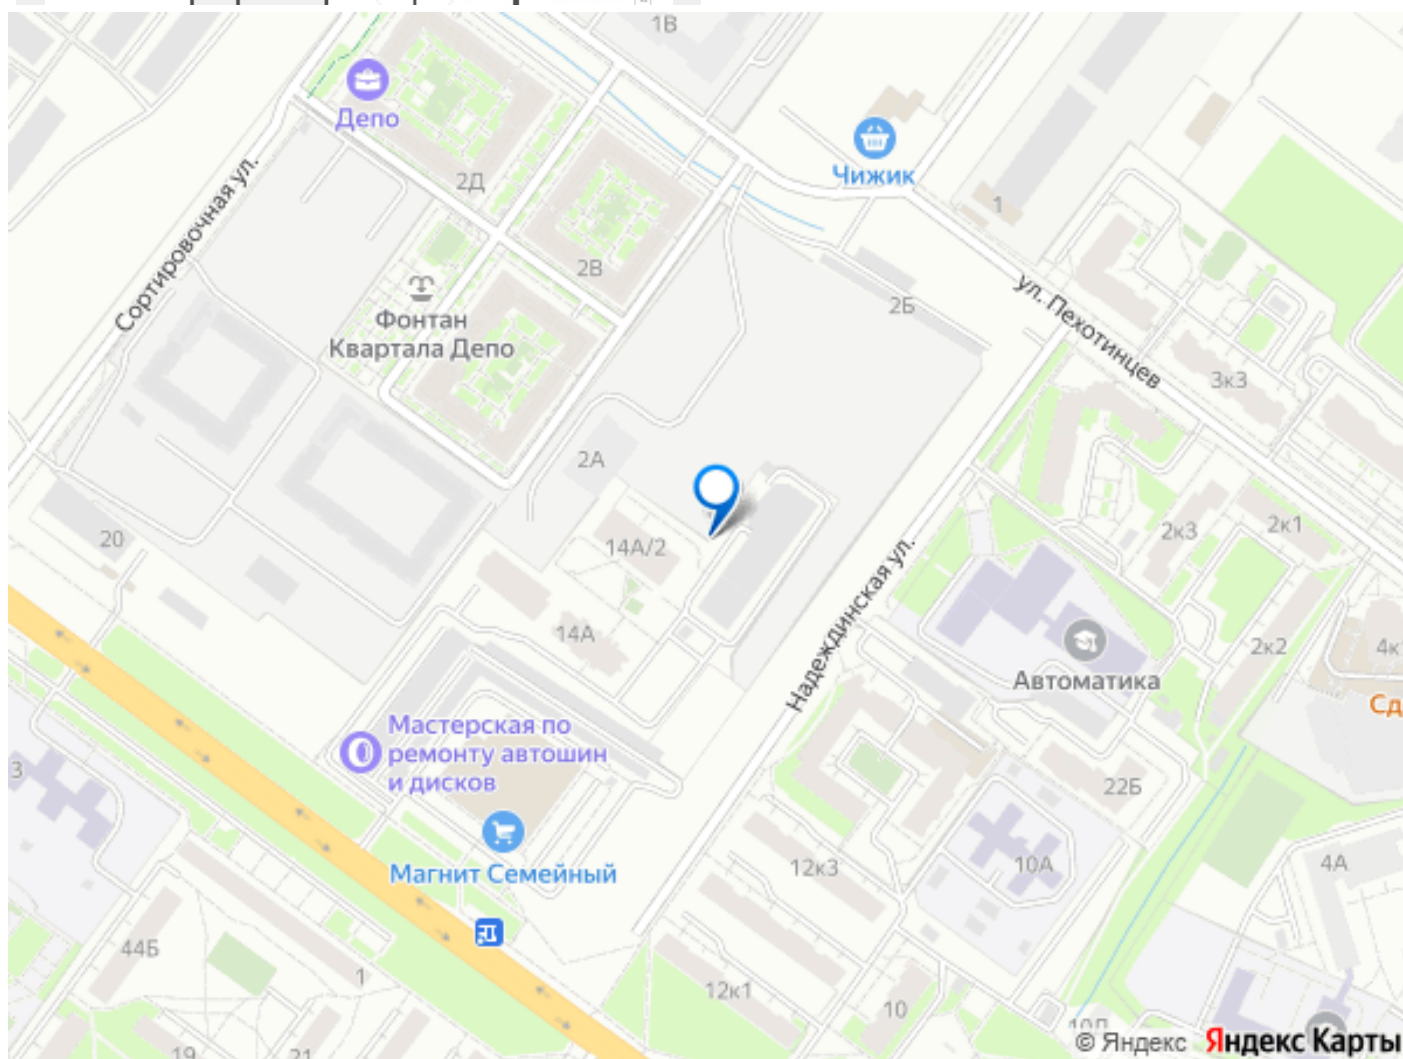 1В
Депо
Чижик
2Д
1
Сортировочная ул.
2В
ул. Пехотинцев
2Б
Фонтан
Квартала Депо
3к3
2А
2к3
2к1
20
14А/2
Надеждинская ул.
14А
2к2
4к
Автоматика
Сд
Мастерская по
ремонту автошин
и дисков
3
22Б
Магнит Семейный
12к3
10А
4А
44Б
1
12к1
10
19
21
© Яндекс Яндекс Карты